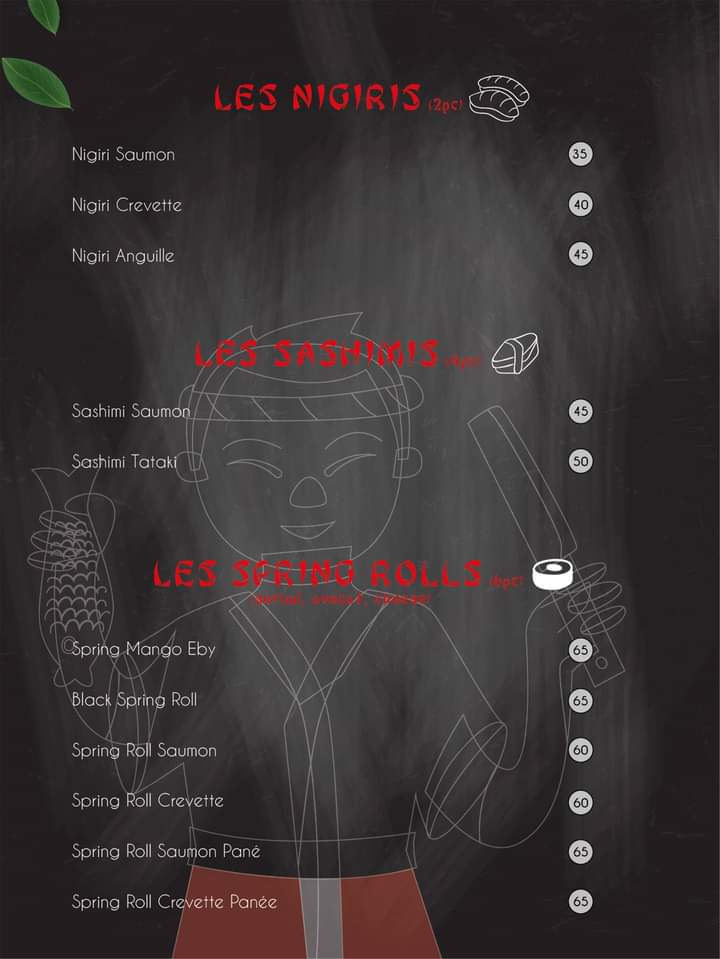 LES NIGIRIS (2pc)
Nigiri Saumon 35
Nigiri Crevette 40
Nigiri Anguille 45
LES SASHIMIS
Sashimi Saumon 45
Sashimi Tataki 50
LES SPRING ROLLS (6pc)
Spring Mango Eby 65
Black Spring Roll 65
Spring Roll Saumon 60
Spring Roll Crevette 60
Spring Roll Saumon Pané 65
Spring Roll Crevette Panée 65